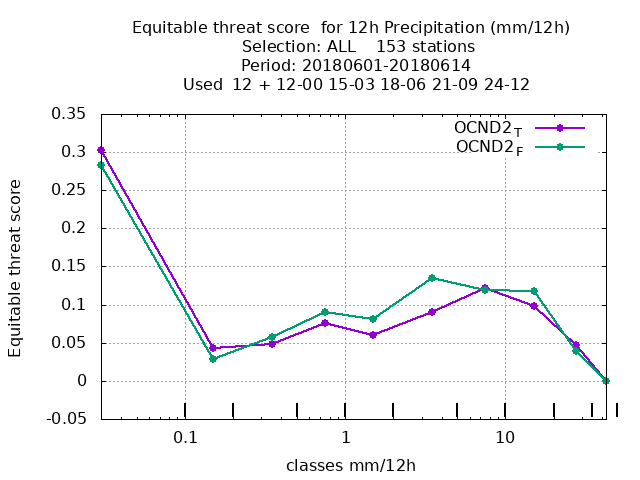 Equitable threat score  for 12h Precipitation (mm/12h)
Selection: ALL    153 stations
Period: 20180601-20180614
Used  12 + 12-00 15-03 18-06 21-09 24-12
OCND2T
OCND2F
Equitable threat score
0.35
0.3
0.25
0.2
0.15
0.1
0.05
0
-0.05
0.1 1 10
classes mm/12h